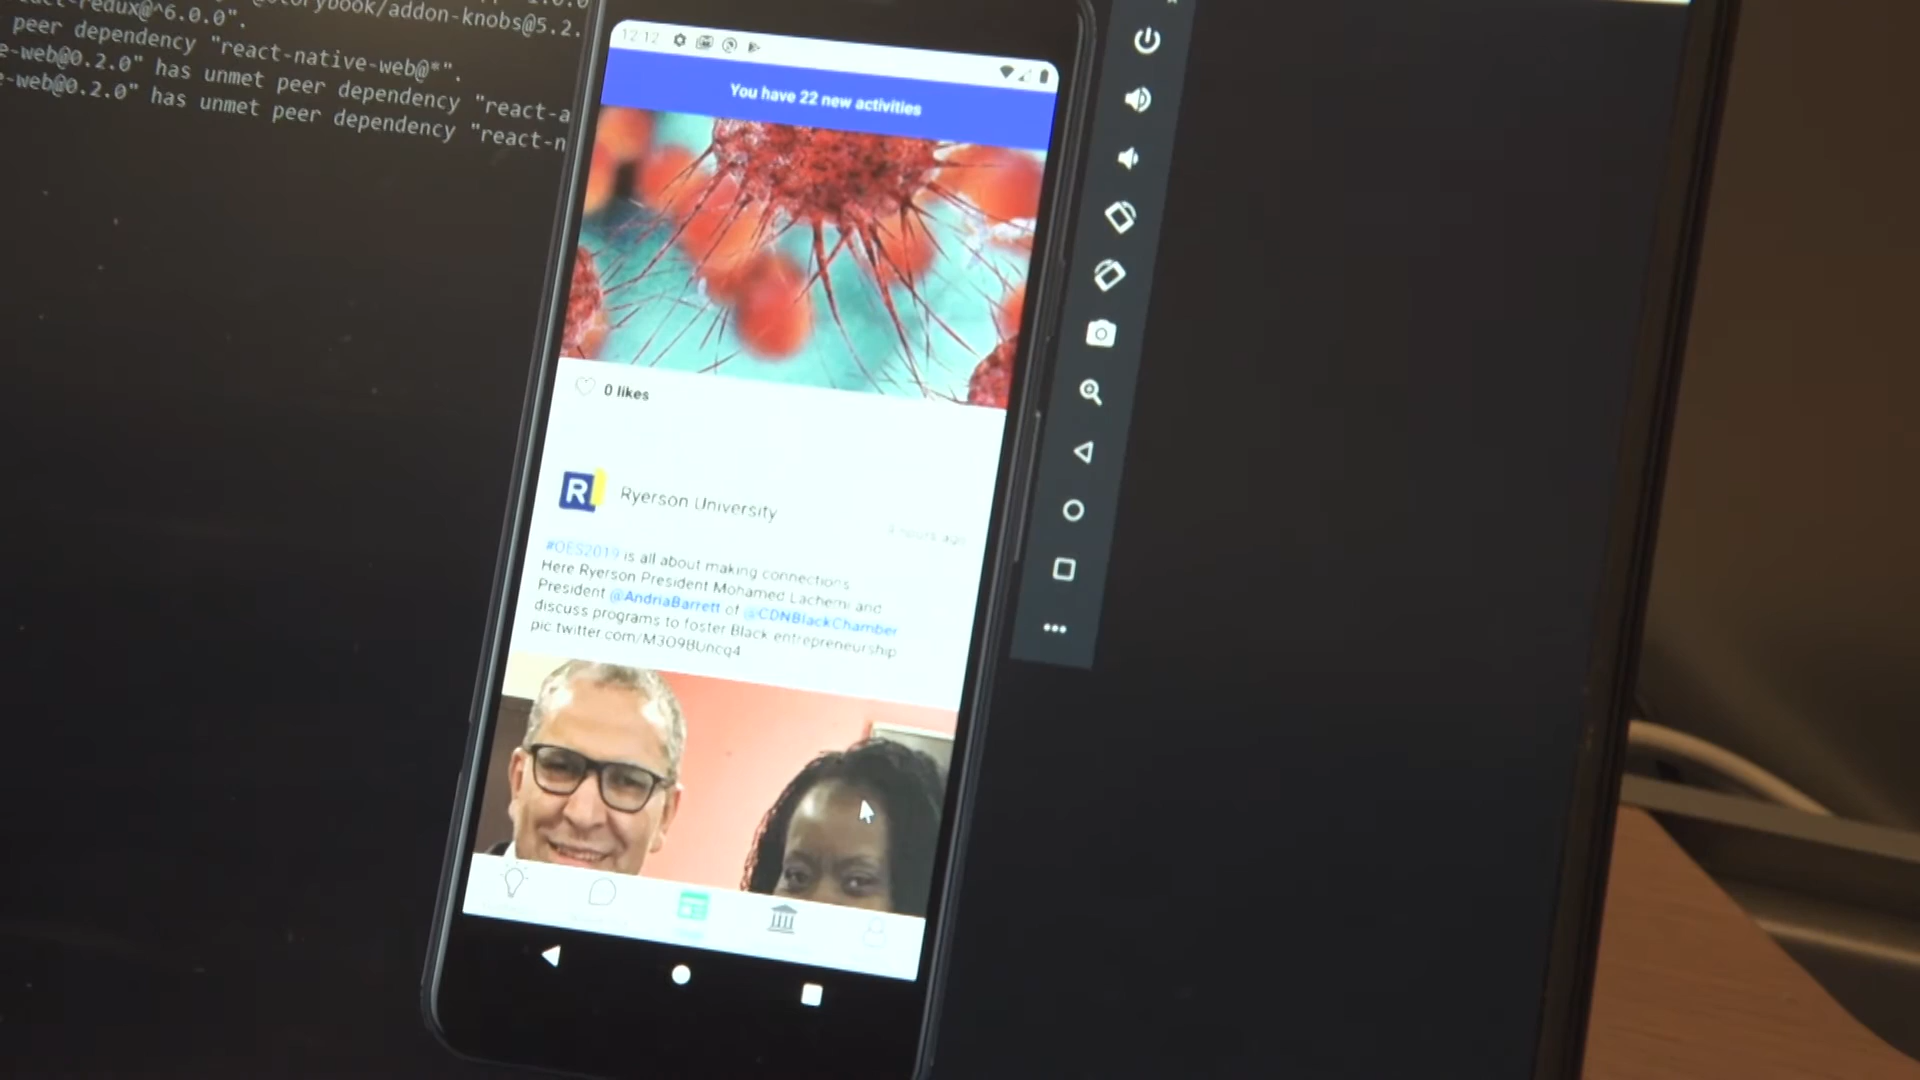 redux@^6.0.0".
storybook/addon-knobs@5.2.
peer dependency "react-native-web@*".
e-web@0.2.0" has unmet peer dependency "react-a
e-web@0.2.0" has unmet peer dependency "react-n
12:12
You have 22 new activities
0 likes
R
Ryerson University
hours ago
#OES2019 is all about making connections
Here Ryerson President Mohamed Lachemi and
President @AndriaBarrett of @CDNBlackChamber
discuss programs to foster Black entrepreneurship
pic.twitter.com/M3O9BUncq4